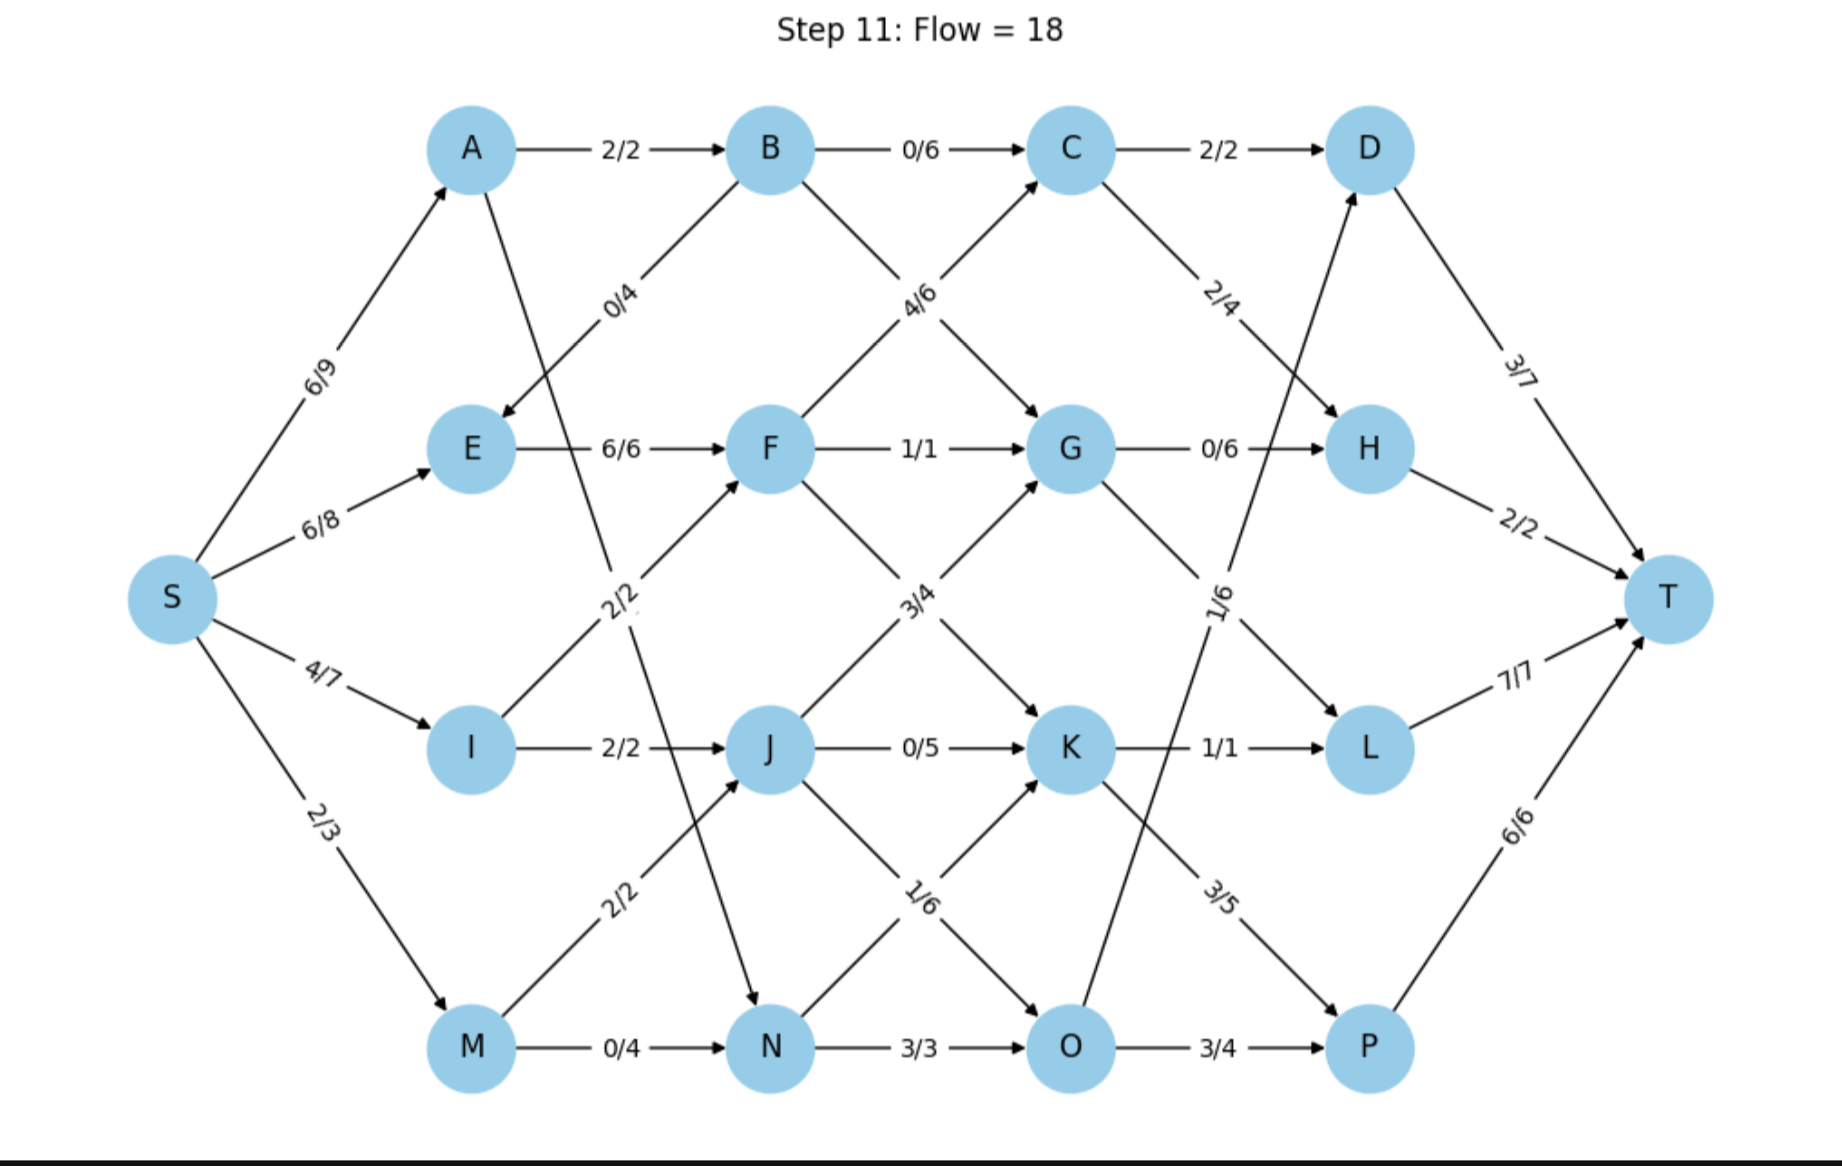 Step 11: Flow = 18
A
2/2
B
0/6
C
2/2
D
0/4
4/6
2/4
6/9
3/7
E
6/6
F
1/1
G
0/6
H
6/8
2/2
S
2/2
3/4
1/6
T
4/7
7/7
I
2/2
J
0/5
K
1/1
L
2/3
6/6
2/2
1/6
3/5
M
0/4
N
3/3
O
3/4
P